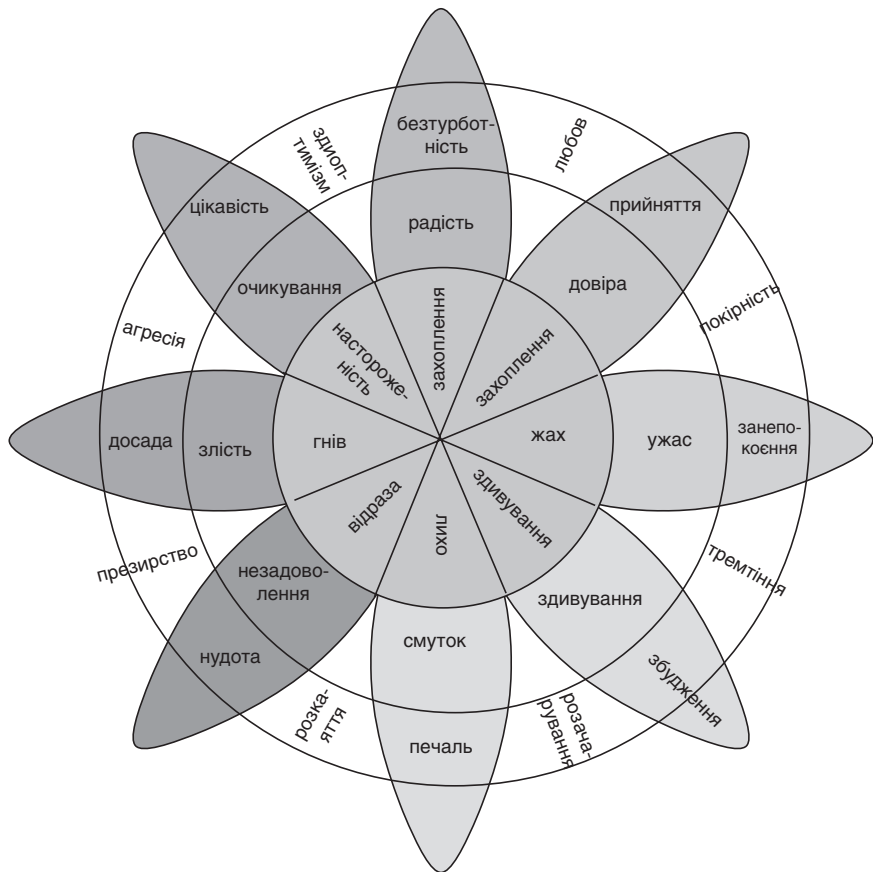 безтурбот-
ність
любов
здиоп-
тимізм
цікавість
прийняття
радість
очикування
довіра
покірність
агресія
насторожe-
ність
захоплення
захоплення
досада
злість
гнів
жах
ужас
занепо-
коєння
відраза
лихо
здивування
презирство
незадово-
лення
здивування
тремтіння
нудота
смуток
збудження
розка-
яття
печаль
розача-
рування